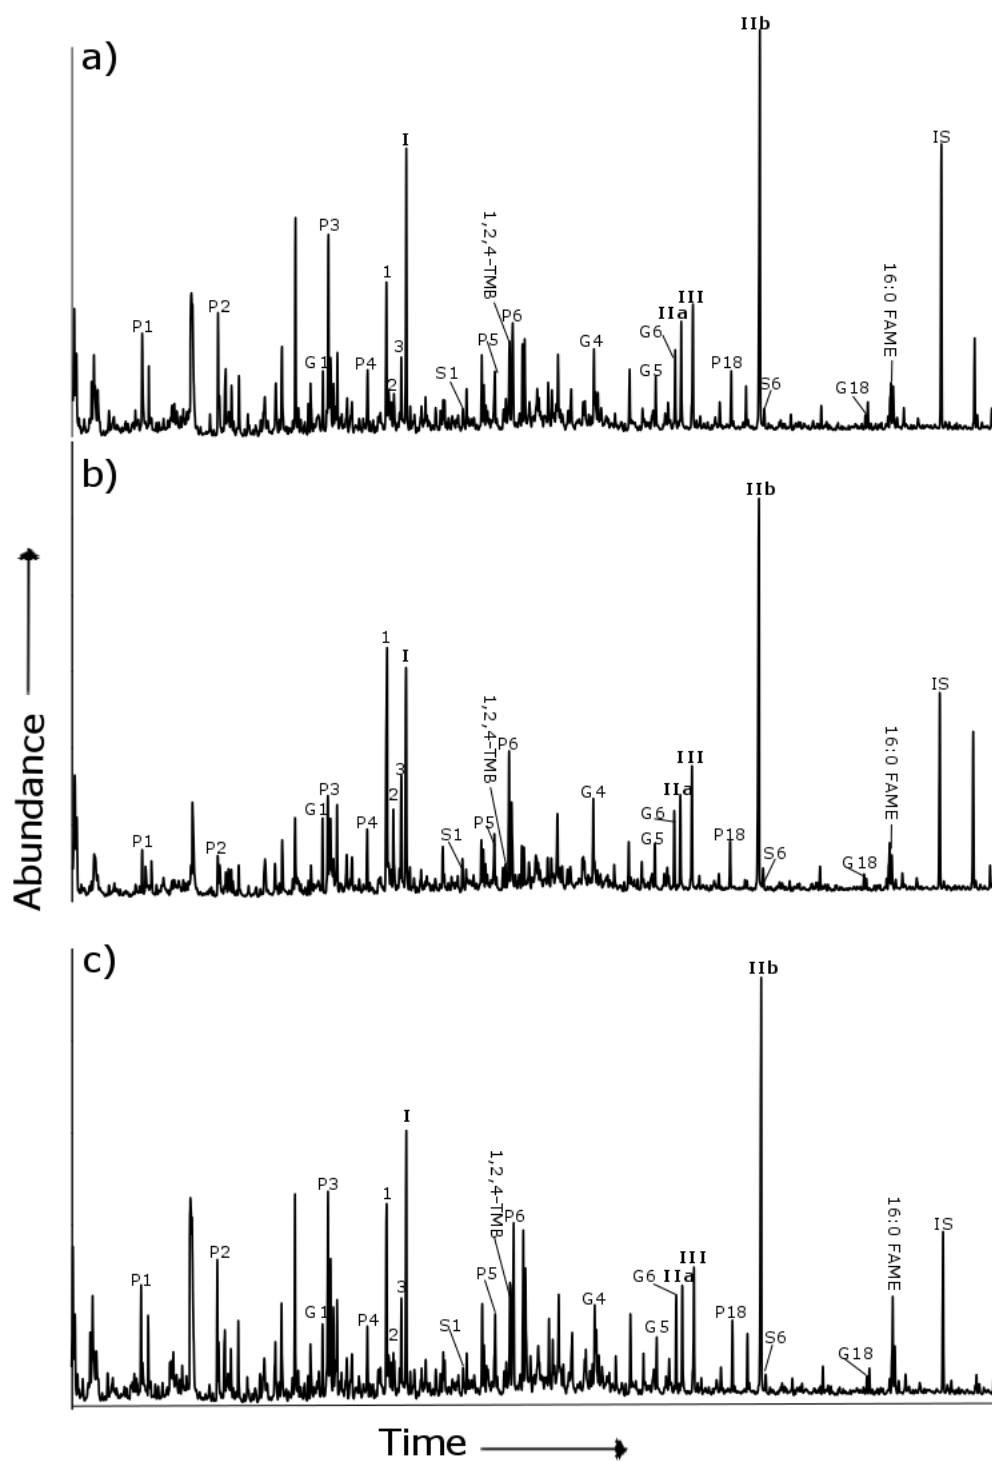 a)
IIb
IS
I
P3
1
1,2,4-TMB
P2
P1
G1
P4
3
2
S1
P5
P6
G4
G6
IIa
III
G5
P18
S6
G18
16:0 FAME
b)
IIb
1
I
IS
1,2,4-TMB
P6
III
16:0 FAME
P3
G1
2
3
G4
IIa
G6
P1
P2
P4
S1
P5
G5
P18
S6
G18
c)
IIb
I
P3
1
1,2,4-TMB
P6
16:0 FAME
IS
P2
P1
P5
G6
IIa
III
G1
P4
3
2
S1
G4
G5
P18
S6
G18
Abundance
Time